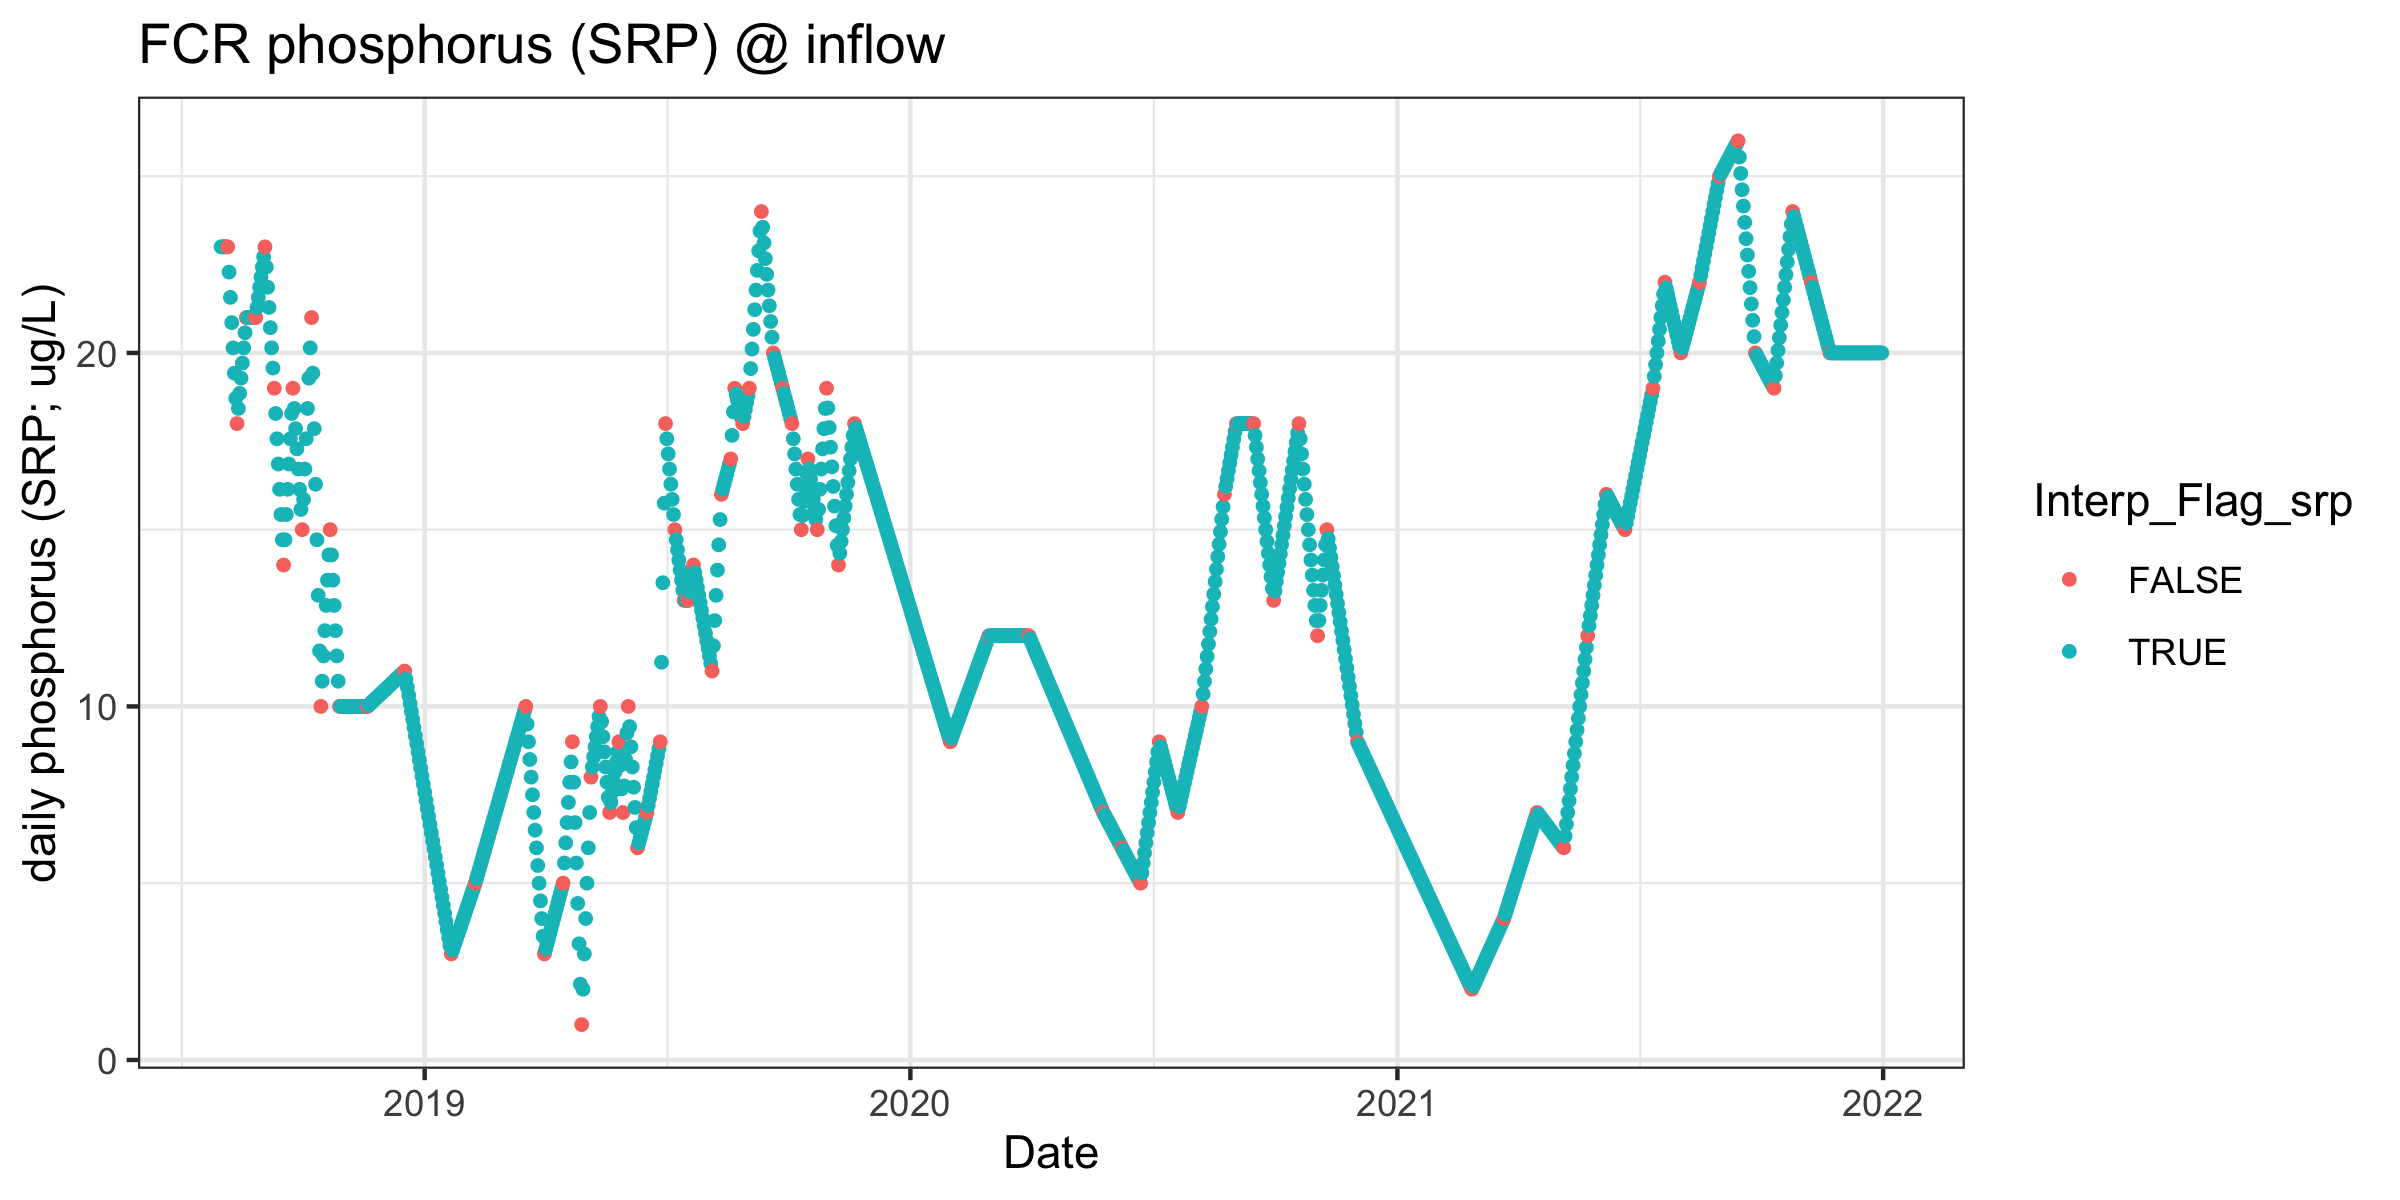 FCR phosphorus (SRP) @ inflow
daily phosphorus (SRP; ug/L)
20
10
0
2019
2020
2021
2022
Date
Interp_Flag_srp
FALSE
TRUE